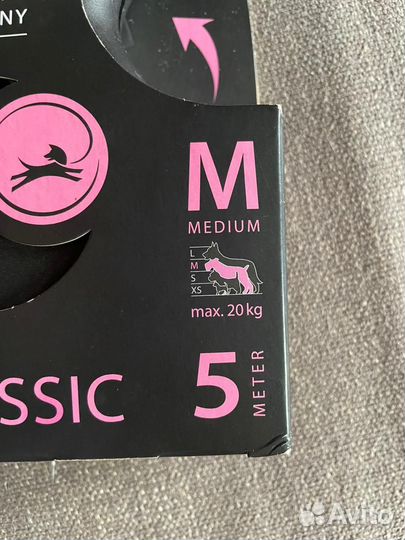 NY
M
MEDIUM
L
M
S
XS
max. 20 kg
SSIC
5
METER
Avito